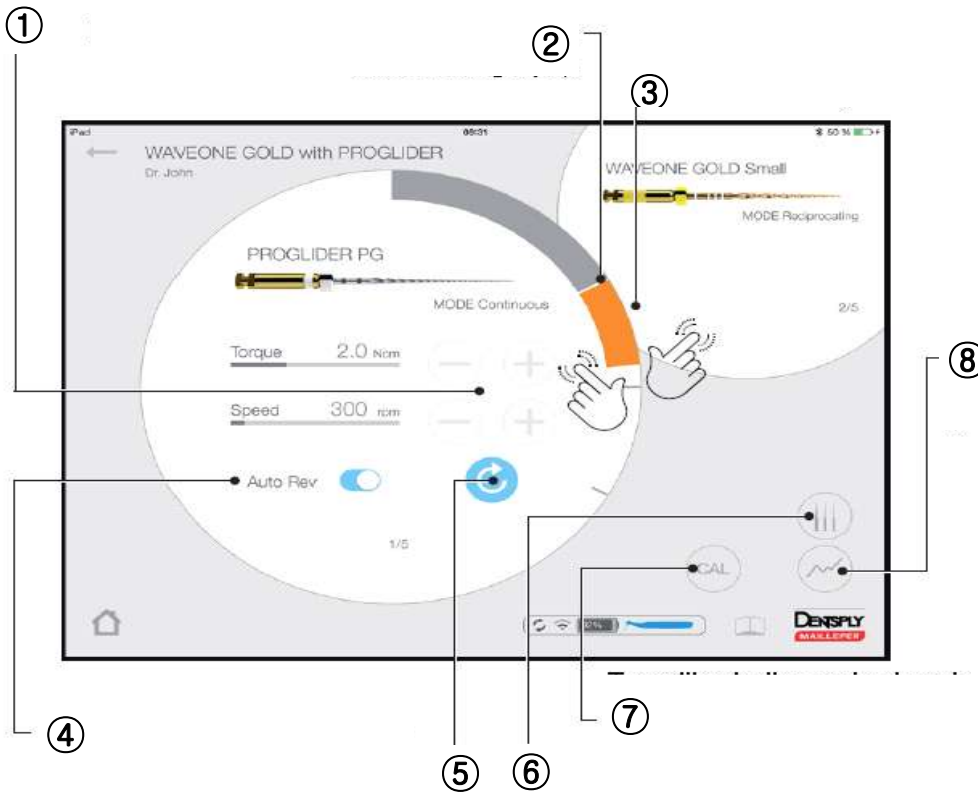 ①
②
③
iPad
09:31
50 %
WAVEONE GOLD with PROGLIDER
Dr. John
WAVEONE GOLD Small
MODE Reciprocating
2/5
PROGLIDER PG
MODE Continuous
Torque 2.0 Ncm
Speed 300 rpm
Auto Rev
1/5
⑧
CAL
DENTSPLY
MAILLEFER
④
⑤
⑥
⑦